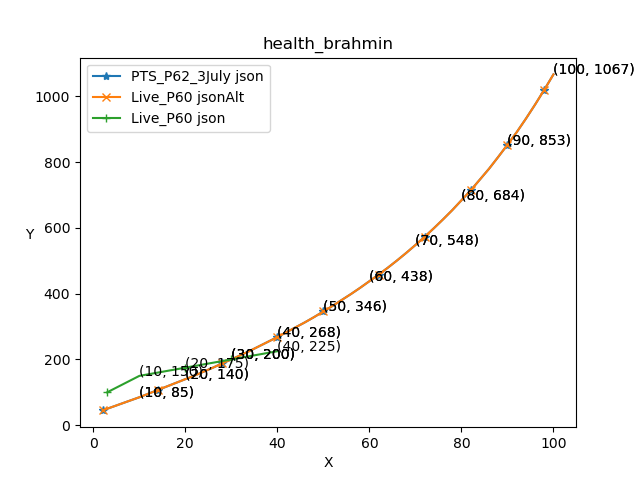 health_brahmin
PTS_P62_3July json
Live_P60 jsonAlt
Live_P60 json
(100, 1067)
1000
(90, 853)
800
(80, 684)
Y
600
(70, 548)
(60, 438)
400
(50, 346)
(40, 268)
(40, 225)
(30, 200)
200
(20, 175)
(10, 150)
(20, 140)
(10, 85)
0
0 20 40 60 80 100
X